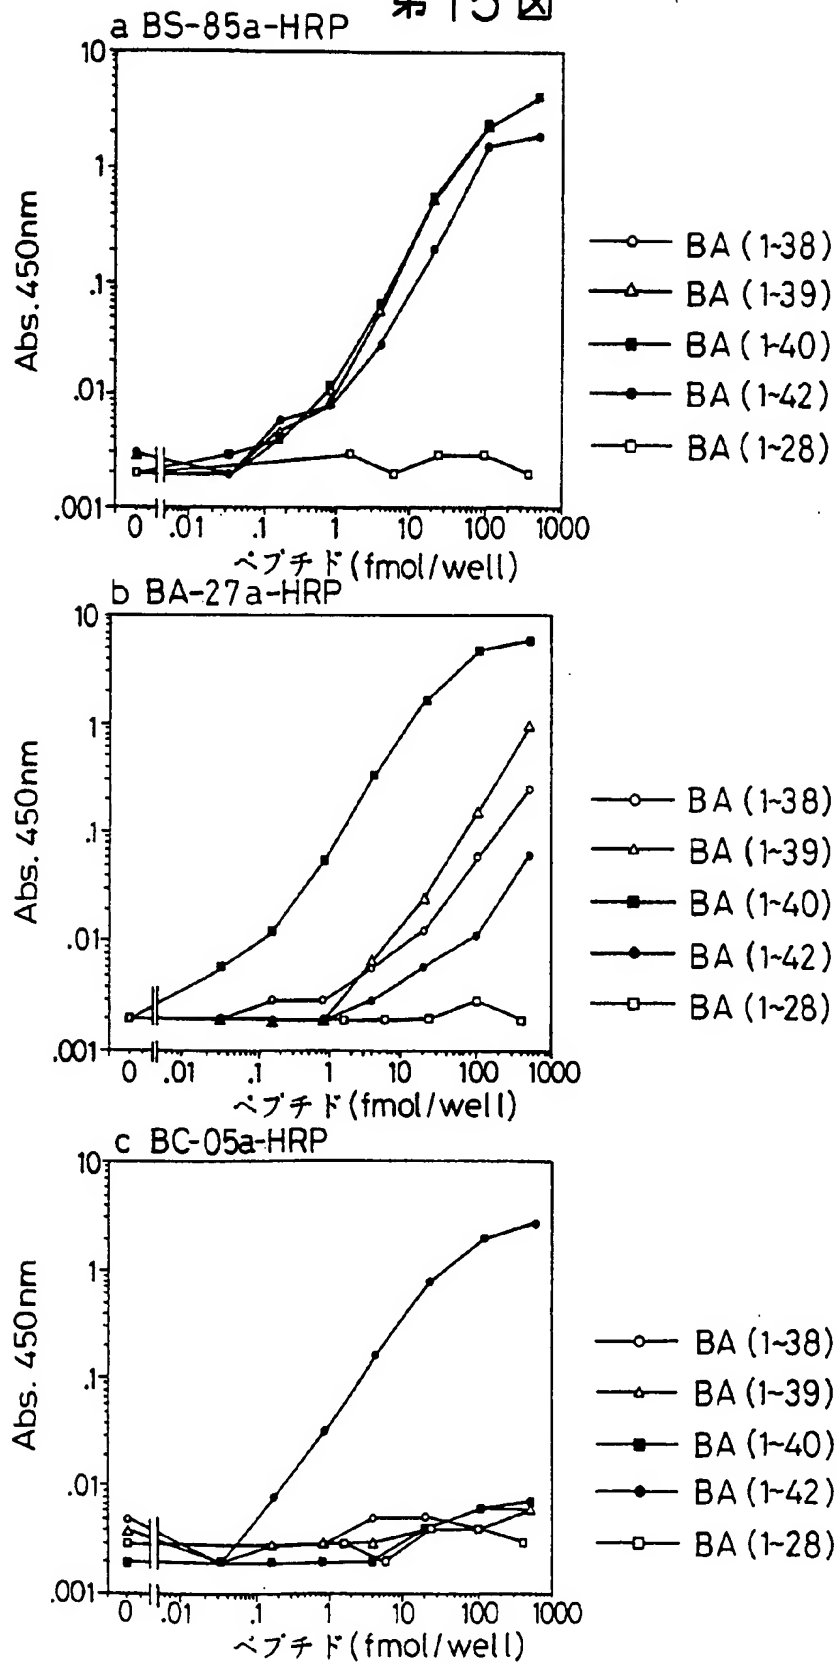 第15図
a BS-85a-HRP
10
1
.1
.01
.001
Abs. 450nm
0 .01 .1 1 10 100 1000
ペプチド(fmol/well)
BA (1~38)
BA (1~39)
BA (1~40)
BA (1~42)
BA (1~28)
b BA-27a-HRP
10
1
.1
.01
.001
Abs. 450nm
0 .01 .1 1 10 100 1000
ペプチド(fmol/well)
BA (1~38)
BA (1~39)
BA (1~40)
BA (1~42)
BA (1~28)
c BC-05a-HRP
10
1
.1
.01
.001
Abs. 450nm
0 .01 .1 1 10 100 1000
ペプチド(fmol/well)
BA (1~38)
BA (1~39)
BA (1~40)
BA (1~42)
BA (1~28)